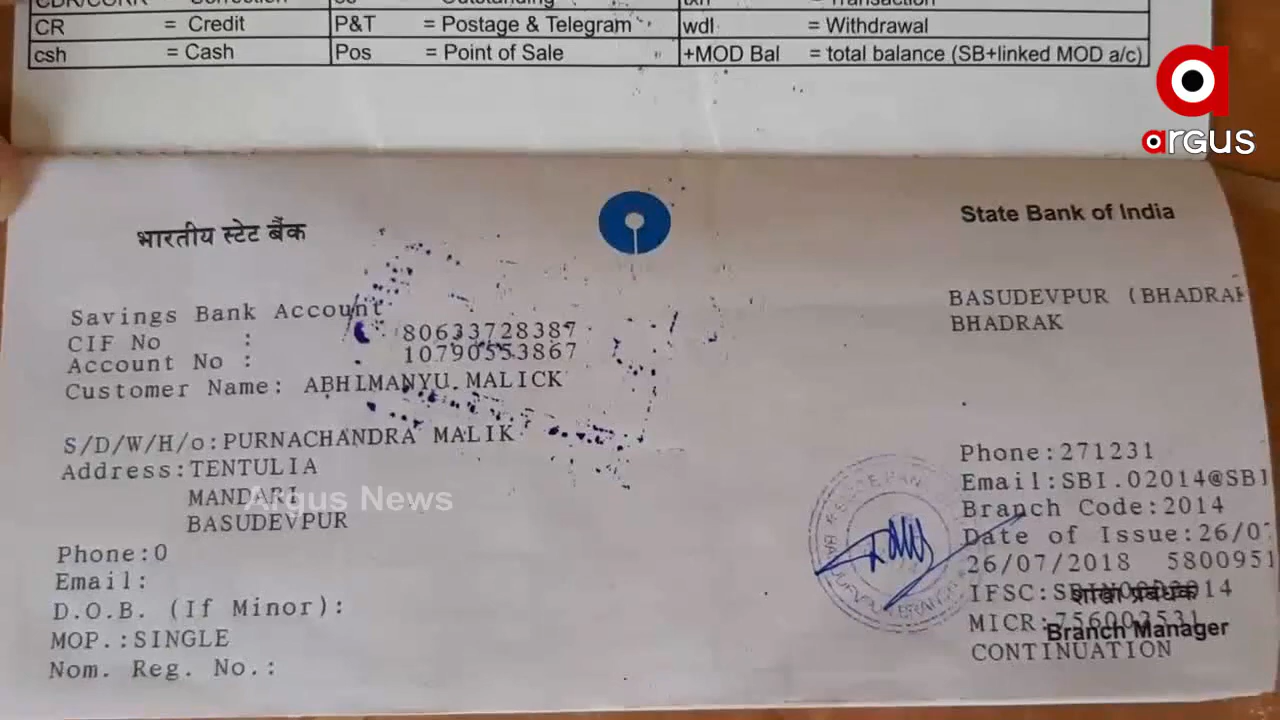 = Transaction
CR = Credit P&T = Postage & Telegram wdl = Withdrawal
csh = Cash Pos = Point of Sale +MOD Bal = total balance (SB+linked MOD a/c)
argus
भारतीय स्टेट बैंक
State Bank of India
Savings Bank Account
CIF No : 80633728387
Account No : 10790553867
Customer Name: ABHIMANYU MALICK
S/D/W/H/o:PURNACHANDRA MALIK
Address:TENTULIA
MANDARI
BASUDEVPUR
Argus News
Phone:0
Email:
D.O.B. (If Minor):
MOP.:SINGLE
Nom. Reg. No.:
BASUDEVPUR (BHADRAK
BHADRAK
Phone:271231
Email:SBI.02014@SBI
Branch Code:2014
Date of Issue:26/07
26/07/2018 5800951
IFSC:
शाखा प्रबंधक
MICR:756002531
Branch Manager
CONTINUATION